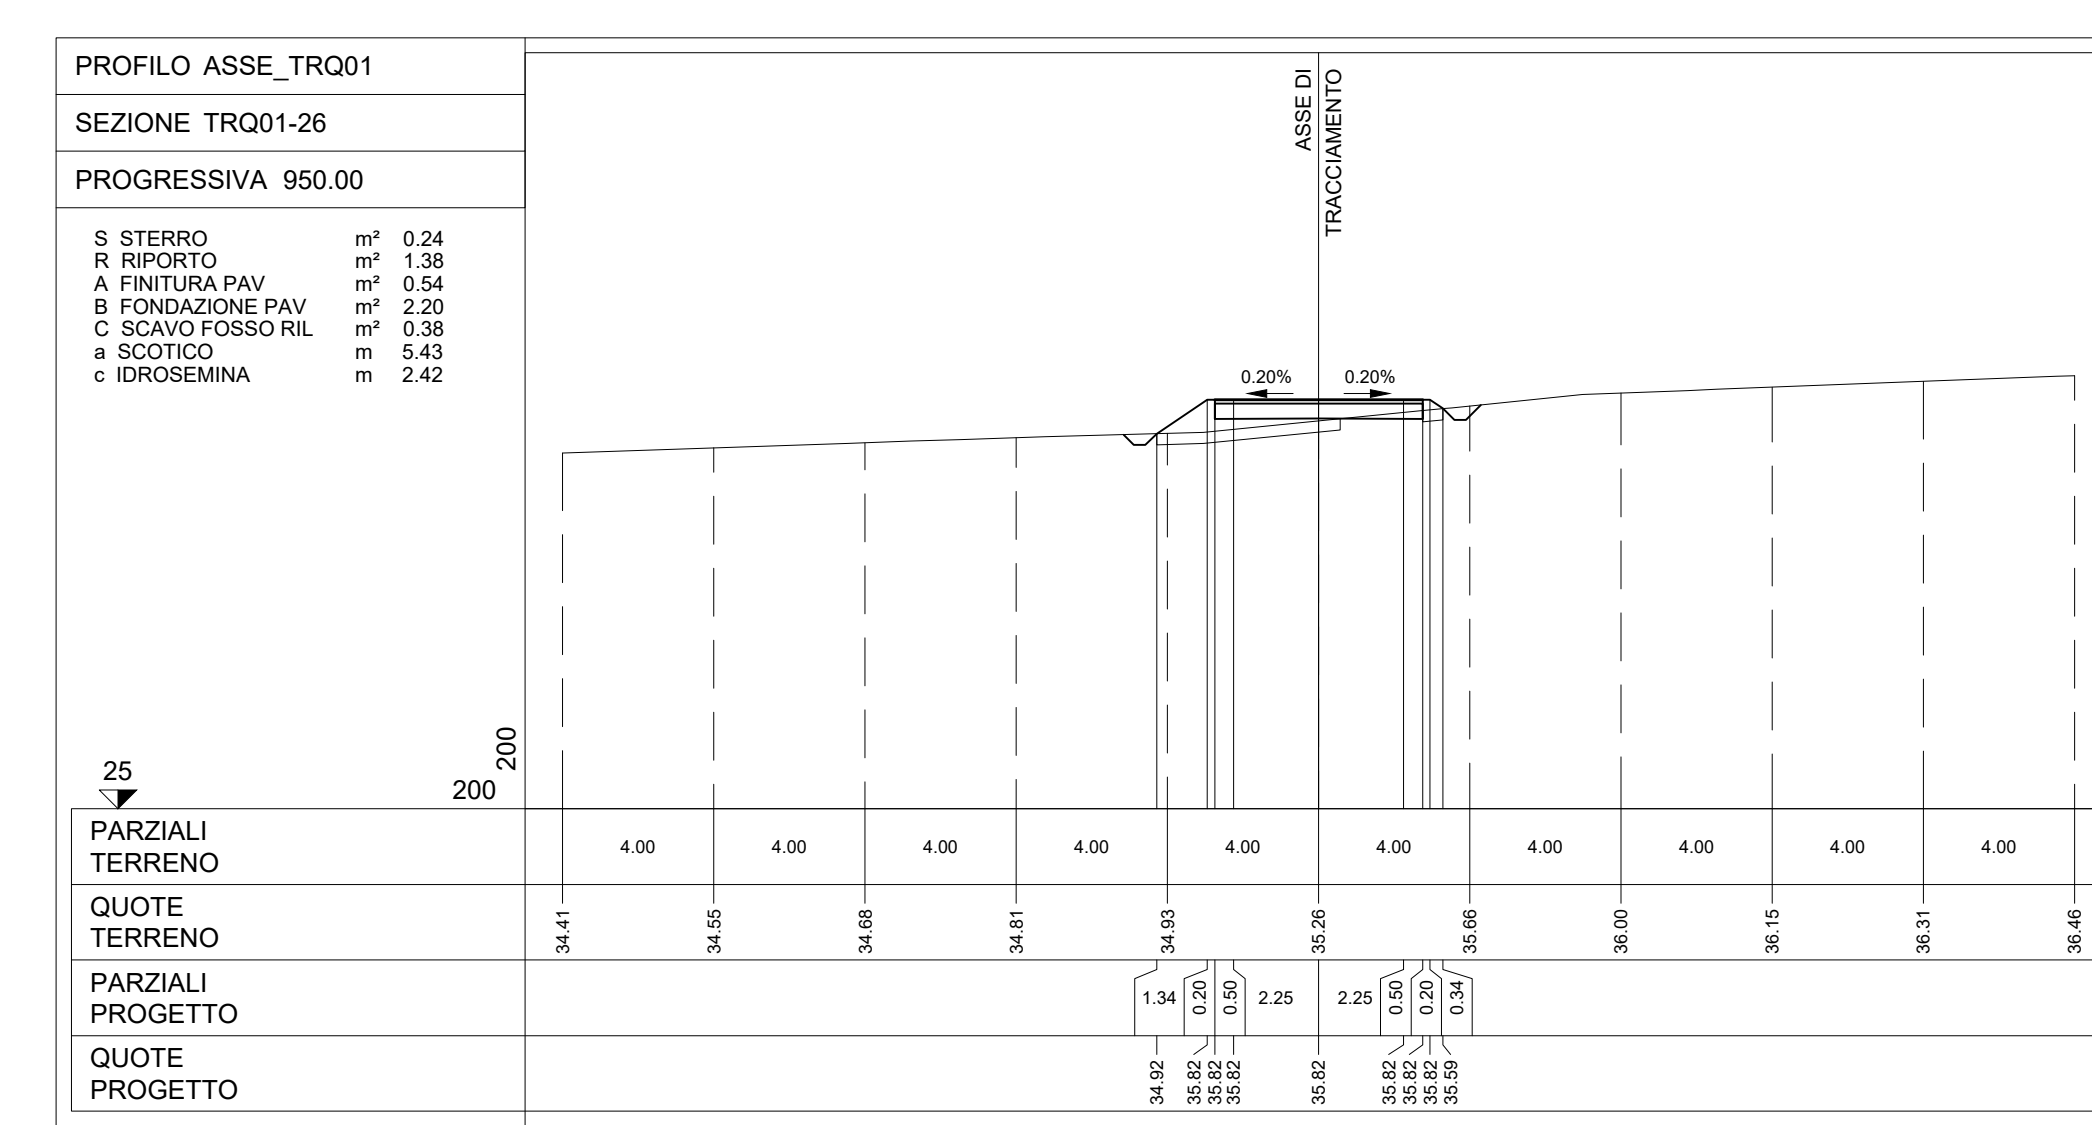 PROFILO ASSE_TRQ01
SEZIONE TRQ01-26
PROGRESSIVA 950.00
S STERRO m² 0.24
R RIPORTO m² 1.38
A FINITURA PAV m² 0.54
B FONDAZIONE PAV m² 2.20
C SCAVO FOSSO RIL m² 0.38
a SCOTICO m 5.43
c IDROSEMINA m 2.42
ASSE DI
TRACCIAMENTO
0.20% 0.20%
25
200
200
PARZIALI
TERRENO
4.00 4.00 4.00 4.00 4.00 4.00 4.00 4.00 4.00 4.00
QUOTE
TERRENO
34.41 34.55 34.68 34.81 34.93 35.26 35.66 36.00 36.15 36.31 36.46
PARZIALI
PROGETTO
1.34 0.20 0.50 2.25 2.25 0.50 0.20 0.34
QUOTE
PROGETTO
34.92 35.82 35.82 35.82 35.82 35.82 35.82 35.82 35.59